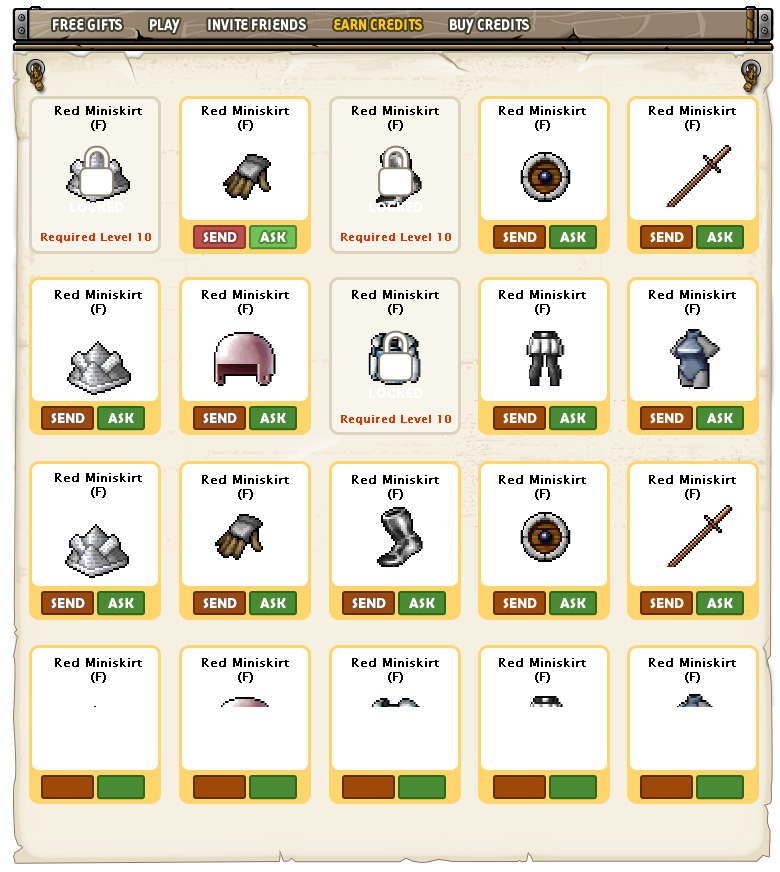 FREE GIFTS PLAY INVITE FRIENDS EARN CREDITS BUY CREDITS
Red Miniskirt Red Miniskirt Red Miniskirt Red Miniskirt Red Miniskirt
(F) (F) (F) (F) (F)
LOCKED LOCKED
Required Level 10 SEND ASK Required Level 10 SEND ASK SEND ASK
Red Miniskirt Red Miniskirt Red Miniskirt Red Miniskirt Red Miniskirt
(F) (F) (F) (F) (F)
LOCKED
SEND ASK SEND ASK Required Level 10 SEND ASK SEND ASK
Red Miniskirt Red Miniskirt Red Miniskirt Red Miniskirt Red Miniskirt
(F) (F) (F) (F) (F)
SEND ASK SEND ASK SEND ASK SEND ASK SEND ASK
Red Miniskirt Red Miniskirt Red Miniskirt Red Miniskirt Red Miniskirt
(F) (F) (F) (F) (F)